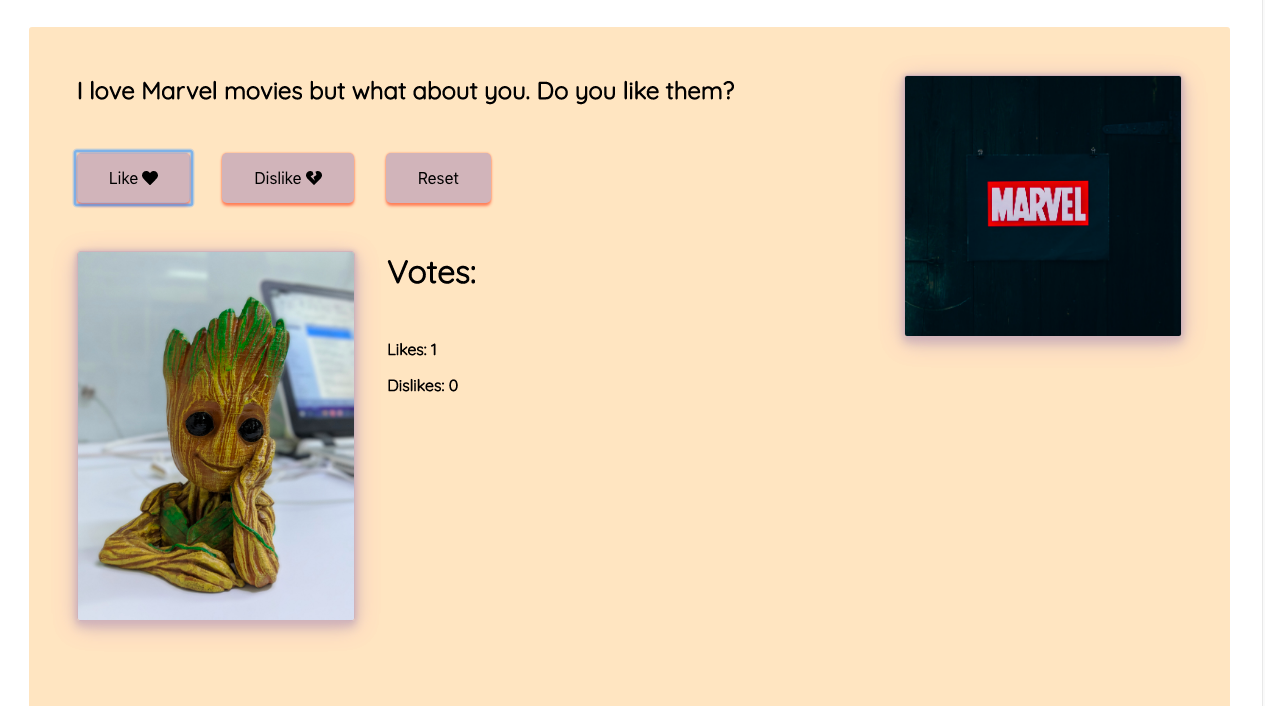 I love Marvel movies but what about you. Do you like them?
Like
Dislike
Reset
MARVEL
Votes:
Likes: 1
Dislikes: 0